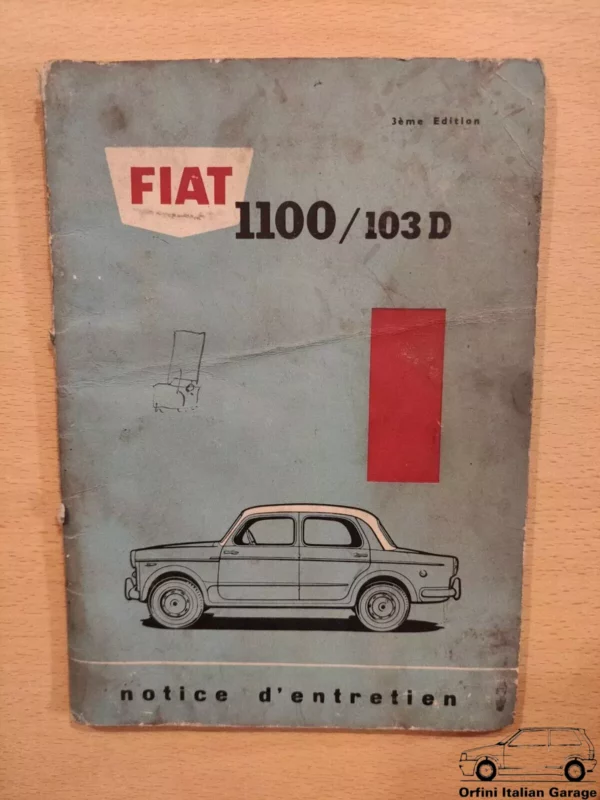 3ème Edition
FIAT
1100/103 D
notice d'entretien
Orfini Italian Garage